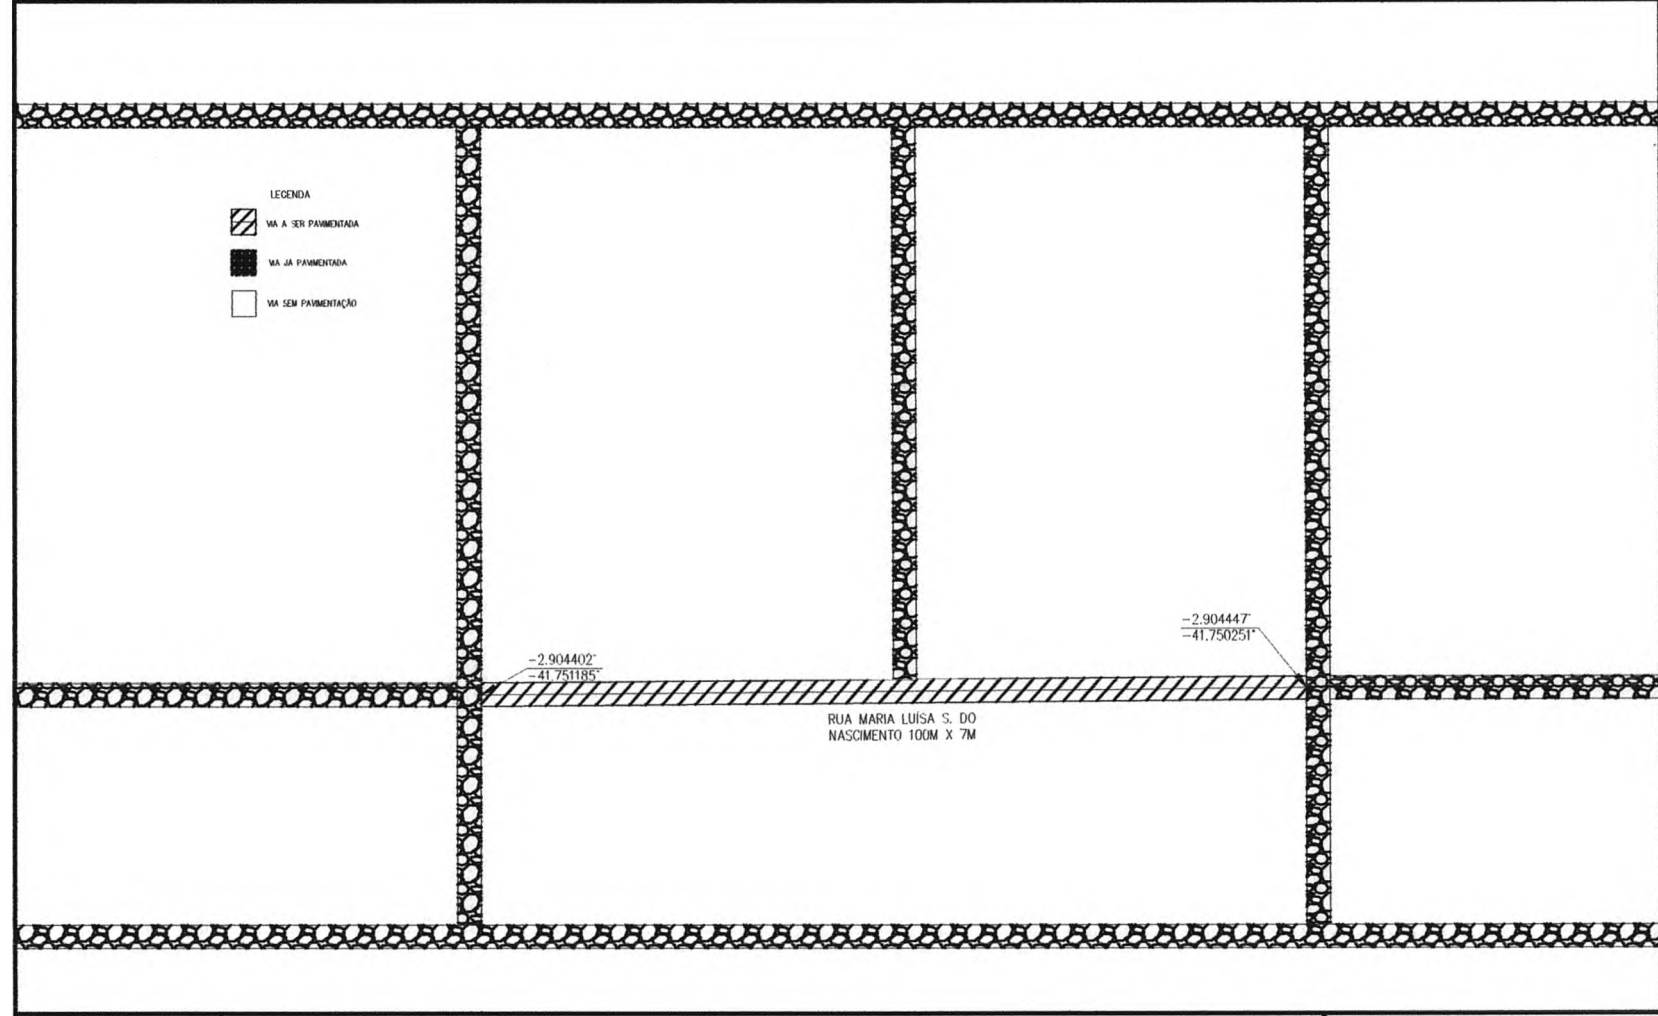 LEGENDA
VIA A SER PAVIMENTADA
VIA JÁ PAVIMENTADA
VIA SEM PAVIMENTAÇÃO
-2.904402°
-41.751185°
-2.904447°
-41.750251°
RUA MARIA LUÍSA S. DO
NASCIMENTO 100M X 7M